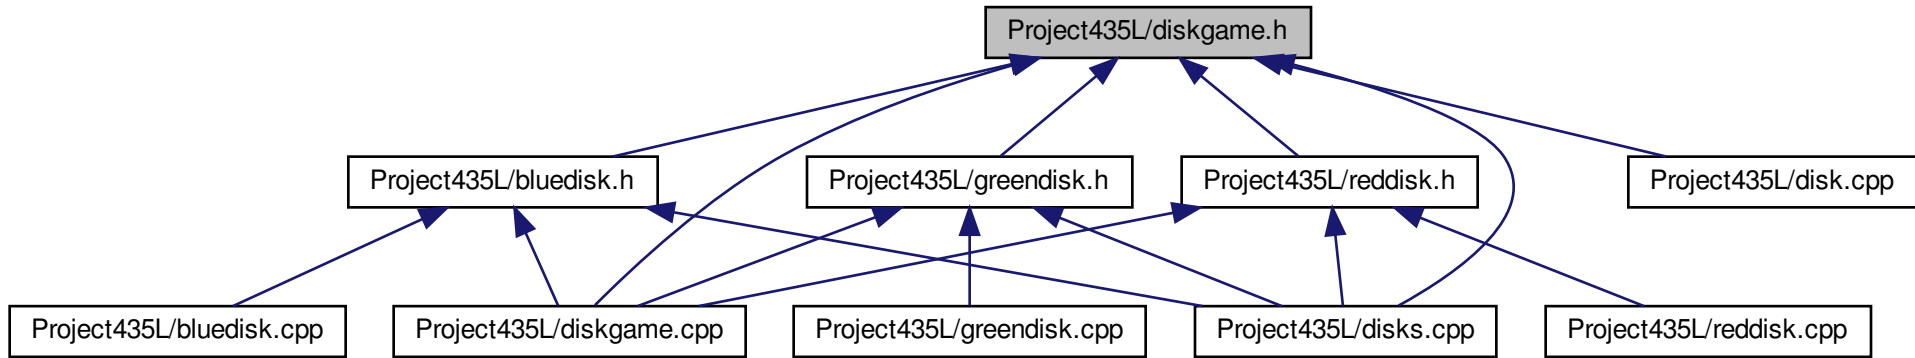 Project435L/diskgame.h
Project435L/bluedisk.h
Project435L/greendisk.h
Project435L/reddisk.h
Project435L/disk.cpp
Project435L/bluedisk.cpp
Project435L/diskgame.cpp
Project435L/greendisk.cpp
Project435L/disks.cpp
Project435L/reddisk.cpp